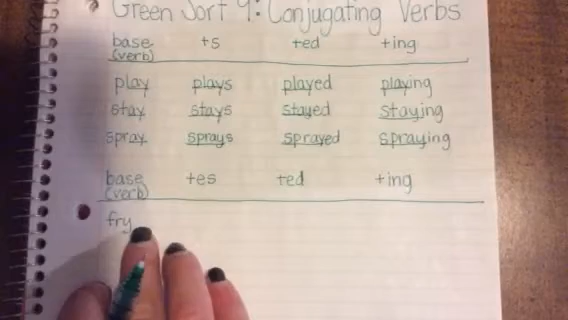 Green Sort 9: Conjugating Verbs
base +s +ed +ing
(verb)
play plays played playing
stay stays stayed staying
spray sprays sprayed spraying
base +es +ed +ing
(verb)
fry